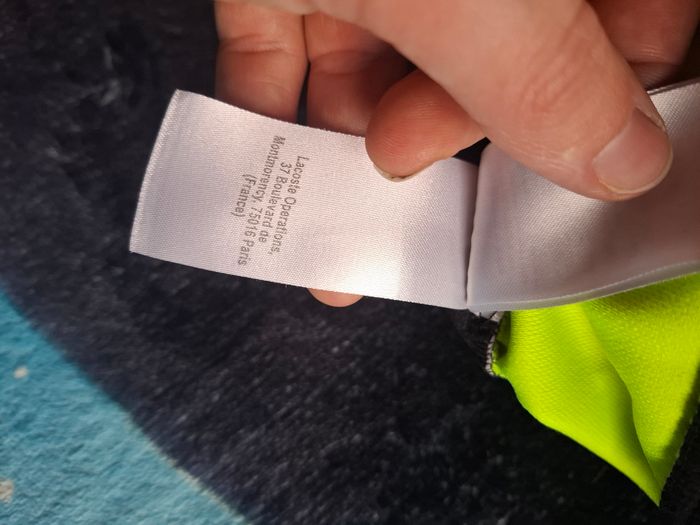 Lacoste Operations,
37 Boulevard de
Montmorency, 75016 Paris
(France)